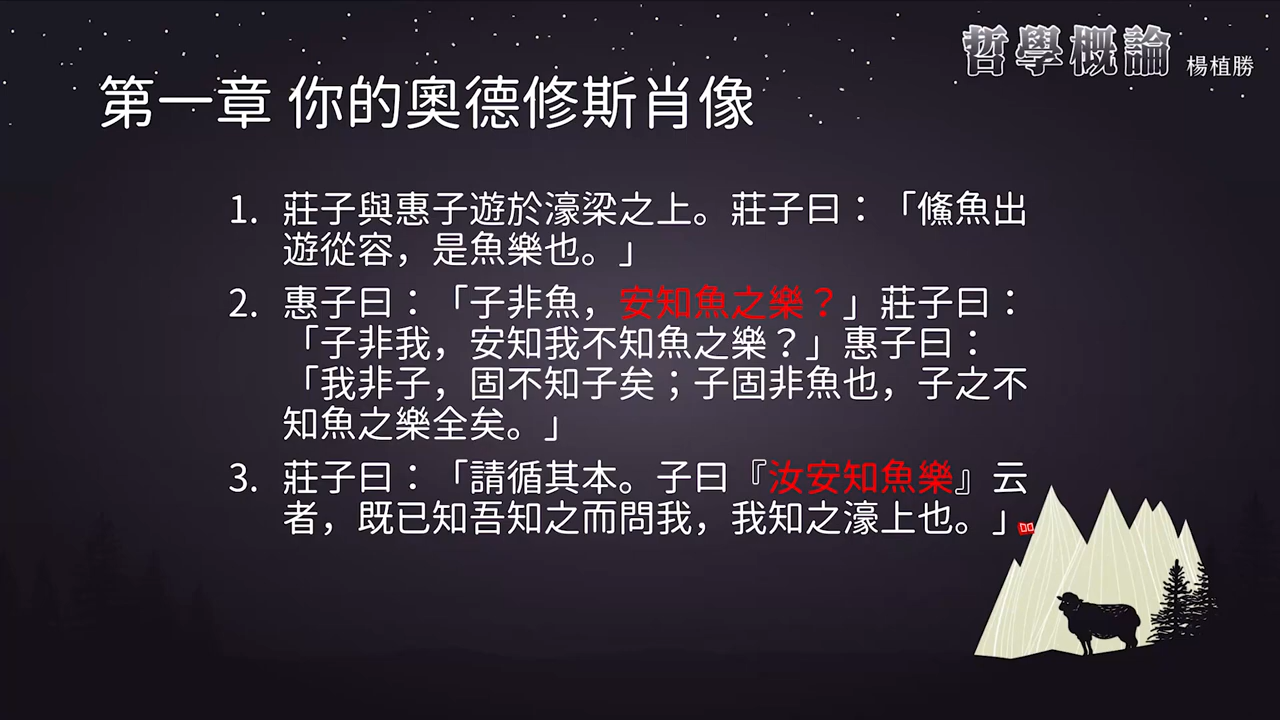 哲學概論 楊植勝
第一章 你的奧德修斯肖像
1. 莊子與惠子遊於濠梁之上。莊子曰：「鯈魚出
遊從容，是魚樂也。」
2. 惠子曰：「子非魚，安知魚之樂？」莊子曰：
「子非我，安知我不知魚之樂？」惠子曰：
「我非子，固不知子矣；子固非魚也，子之不
知魚之樂全矣。」
3. 莊子曰：「請循其本。子曰『汝安知魚樂』云
者，既已知吾知之而問我，我知之濠上也。」